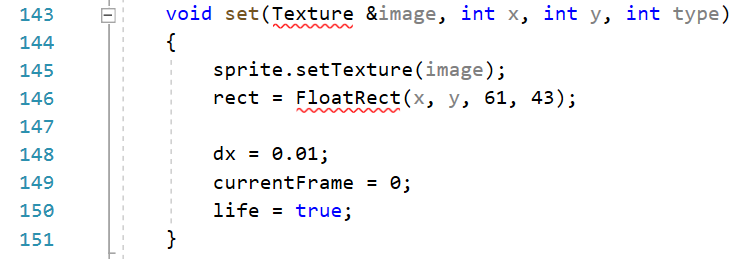 143 void set(Texture &image, int x, int y, int type)
144 {
145 sprite.setTexture(image);
146 rect = FloatRect(x, y, 61, 43);
147
148 dx = 0.01;
149 currentFrame = 0;
150 life = true;
151 }